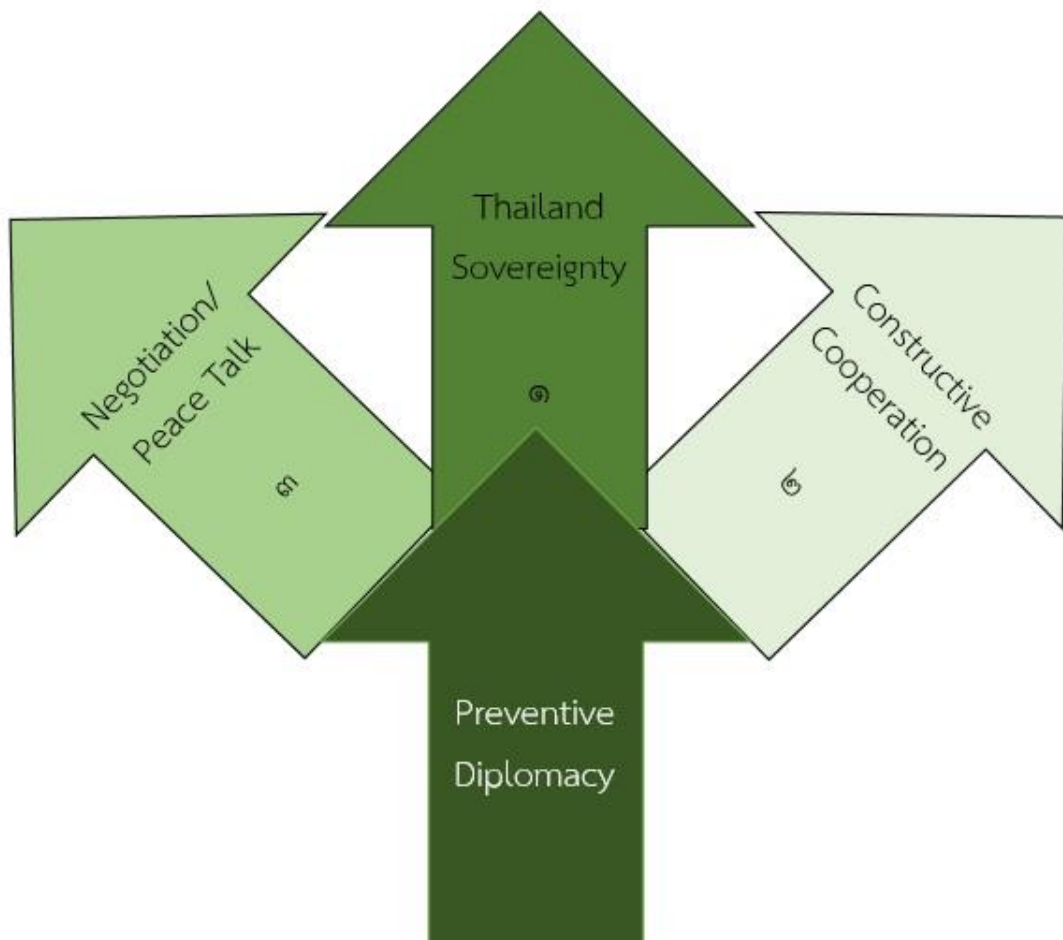 Thailand
Sovereignty
๑
Negotiation/
Peace Talk
๓
Constructive
Cooperation
๒
Preventive
Diplomacy